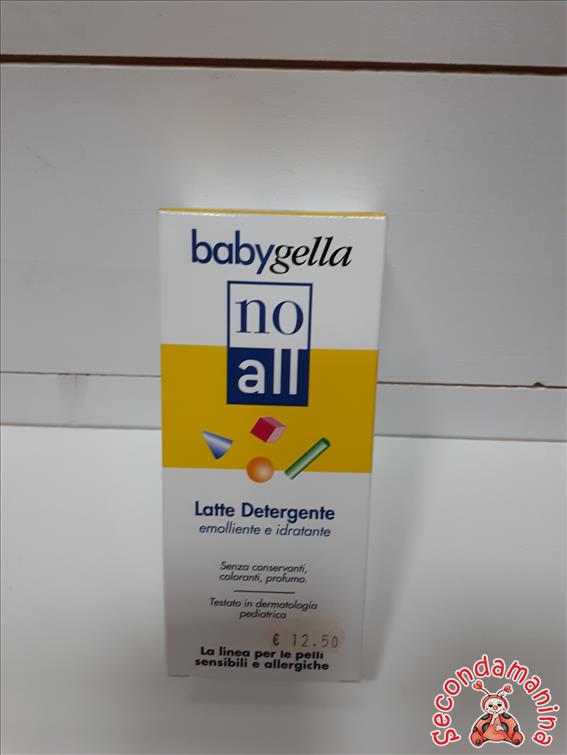 babygella
no
all
Latte Detergente
emolliente e idratante
Senza conservanti,
coloranti, profumo.
Testato in dermatologia
pediatrica
€ 12.50
La linea per le pelli
sensibili e allergiche
secondamanina